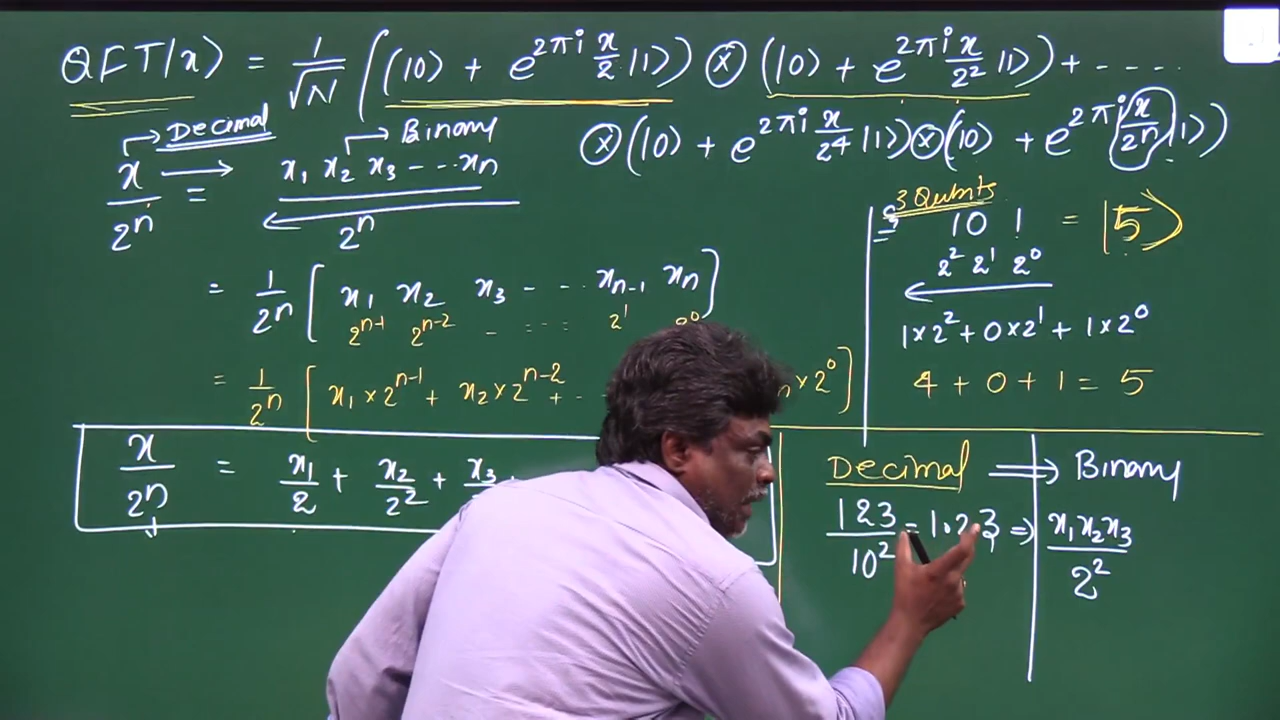 QFT|x⟩ = 1/√N [(|0⟩ + e^{2πi x/2} |1⟩) ⊗ (|0⟩ + e^{2πi x/2²} |1⟩) + - - - -
⊗ (|0⟩ + e^{2πi x/2⁴} |1⟩) ⊗ (|0⟩ + e^{2πi x/2ⁿ} |1⟩)]
→ Decimal
→ Binary
x/2ⁿ → = x₁ x₂ x₃ - - ... xₙ / 2ⁿ
= 1/2ⁿ [x₁ x₂ x₃ - - ... xₙ₋₁ xₙ]
2ⁿ⁻¹ 2ⁿ⁻² - - - - 2¹ 2⁰
= 1/2ⁿ [x₁ × 2ⁿ⁻¹ + x₂ × 2ⁿ⁻² + - - n × 2⁰]
x/2ⁿ = x₁/2 + x₂/2² + x₃/
3 Qubits
101 = |5⟩
2² 2¹ 2⁰
1×2² + 0×2¹ + 1×2⁰
4 + 0 + 1 = 5
Decimal ⟹ Binary
123/10² = 1.23 ⇒ x₁x₂x₃/2²